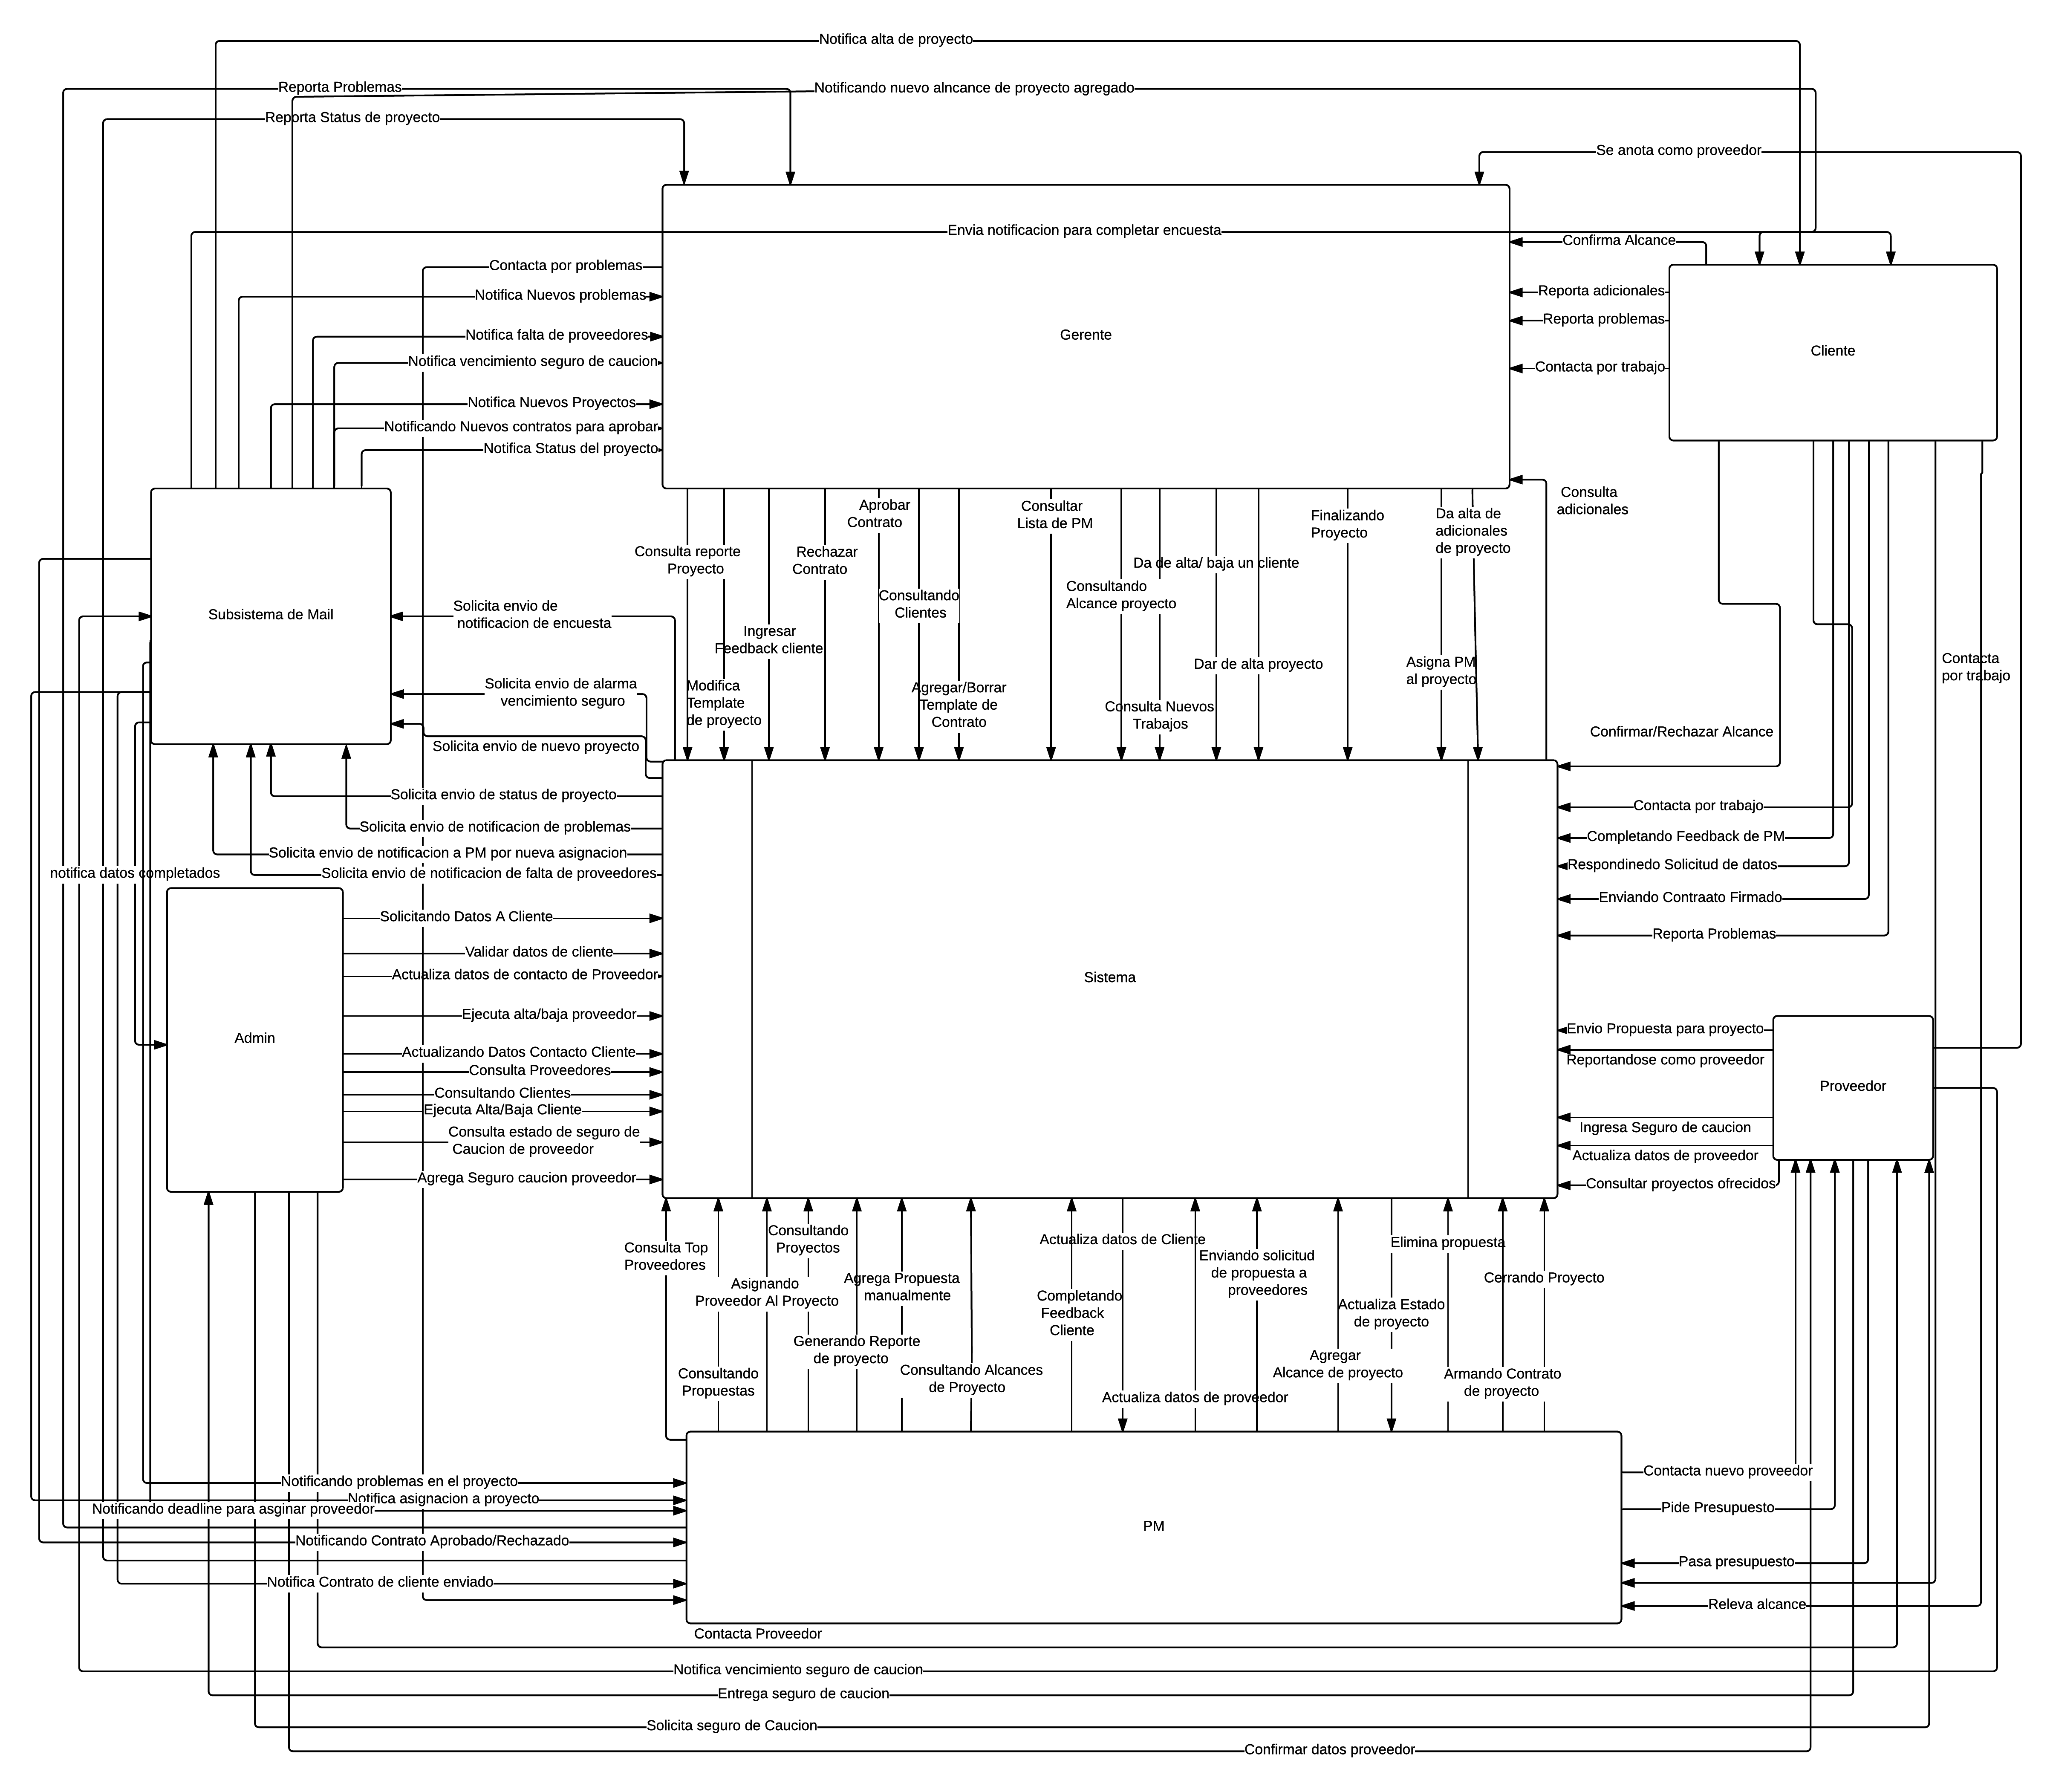 Notifica alta de proyecto
Reporta Problemas
Notificando nuevo alncance de proyecto agregado
Reporta Status de proyecto
Se anota como proveedor
Envia notificacion para completar encuesta
Confirma Alcance
Contacta por problemas
Notifica Nuevos problemas
Reporta adicionales
Reporta problemas
Notifica falta de proveedores
Gerente
Cliente
Notifica vencimiento seguro de caucion
Contacta por trabajo
Notifica Nuevos Proyectos
Notificando Nuevos contratos para aprobar
Notifica Status del proyecto
Consulta
adicionales
Aprobar
Contrato
Consultar
Lista de PM
Finalizando
Proyecto
Da alta de
adicionales
de proyecto
Consulta reporte
Proyecto
Rechazar
Contrato
Da de alta/ baja un cliente
Consultando
Clientes
Consultando
Alcance proyecto
Subsistema de Mail
Solicita envio de
notificacion de encuesta
Ingresar
Feedback cliente
Dar de alta proyecto
Asigna PM
al proyecto
Contacta
por trabajo
Solicita envio de alarma
vencimiento seguro
Modifica
Template
de proyecto
Agregar/Borrar
Template de
Contrato
Consulta Nuevos
Trabajos
Confirmar/Rechazar Alcance
Solicita envio de nuevo proyecto
Solicita envio de status de proyecto
Contacta por trabajo
Solicita envio de notificacion de problemas
Completando Feedback de PM
Solicita envio de notificacion a PM por nueva asignacion
Respondinedo Solicitud de datos
notifica datos completados
Solicita envio de notificacion de falta de proveedores
Enviando Contraato Firmado
Solicitando Datos A Cliente
Reporta Problemas
Validar datos de cliente
Actualiza datos de contacto de Proveedor
Sistema
Ejecuta alta/baja proveedor
Envio Propuesta para proyecto
Admin
Actualizando Datos Contacto Cliente
Reportandose como proveedor
Consulta Proveedores
Proveedor
Consultando Clientes
Ejecuta Alta/Baja Cliente
Ingresa Seguro de caucion
Consulta estado de seguro de
Caucion de proveedor
Actualiza datos de proveedor
Agrega Seguro caucion proveedor
Consultar proyectos ofrecidos
Consulta Top
Proveedores
Consultando
Proyectos
Actualiza datos de Cliente
Enviando solicitud
de propuesta a
proveedores
Elimina propuesta
Asignando
Proveedor Al Proyecto
Agrega Propuesta
manualmente
Cerrando Proyecto
Completando
Feedback
Cliente
Actualiza Estado
de proyecto
Generando Reporte
de proyecto
Agregar
Alcance de proyecto
Consultando
Propuestas
Consultando Alcances
de Proyecto
Armando Contrato
de proyecto
Actualiza datos de proveedor
Contacta nuevo proveedor
Notificando problemas en el proyecto
Notifica asignacion a proyecto
Notificando deadline para asginar proveedor
Pide Presupuesto
PM
Notificando Contrato Aprobado/Rechazado
Pasa presupuesto
Notifica Contrato de cliente enviado
Releva alcance
Contacta Proveedor
Notifica vencimiento seguro de caucion
Entrega seguro de caucion
Solicita seguro de Caucion
Confirmar datos proveedor